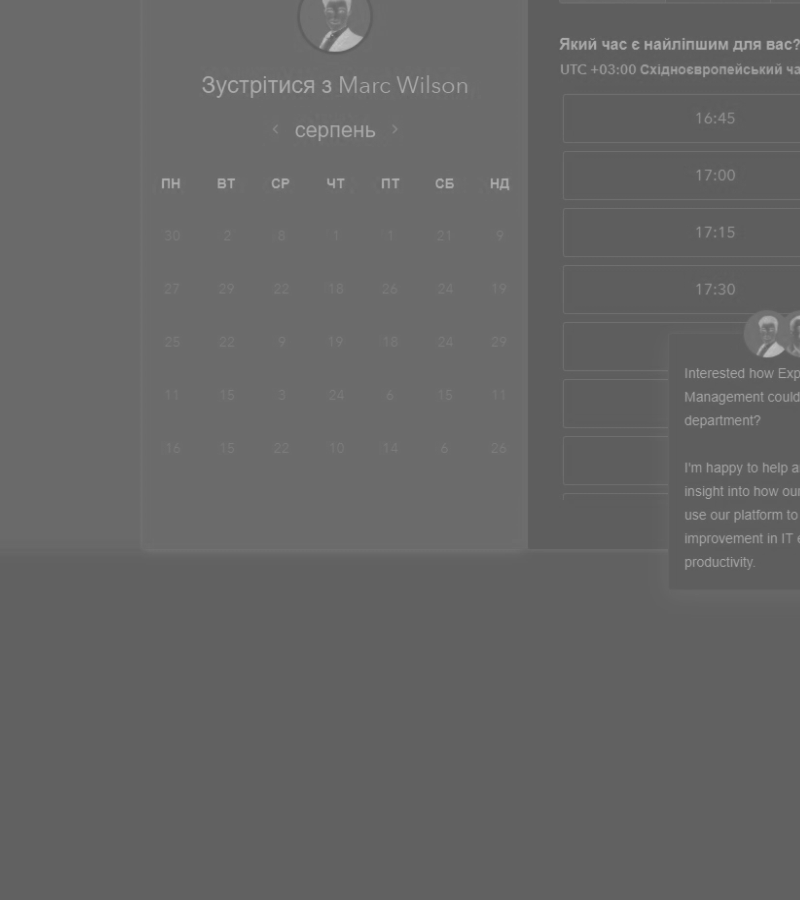 Зустрітися з Marc Wilson
серпень
ПН ВТ СР ЧТ ПТ СБ НД
30 2 8 1 1 21 9
27 29 22 18 26 24 19
25 22 9 19 18 24 29
11 15 3 24 6 15 11
16 15 22 10 14 6 26
Який час є найліпшим для вас?
UTC +03:00 Східноєвропейський ча
16:45
17:00
17:15
17:30
Interested how Exp
Management could
department?
I'm happy to help a
insight into how our
use our platform to
improvement in IT e
productivity.